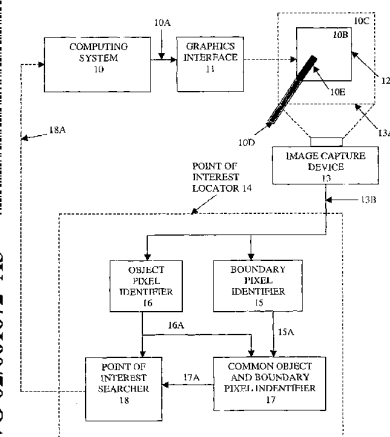 10A
10C
10B
COMPUTING
SYSTEM
10
GRAPHICS
INTERFACE
11
12
10E
13A
18A
10D
IMAGE CAPTURE
DEVICE
13
POINT OF
INTEREST
LOCATOR 14
13B
OBJECT
PIXEL
IDENTIFIER
16
BOUNDARY
PIXEL
IDENTIFIER
15
16A
15A
POINT OF
INTEREST
SEARCHER
18
17A
COMMON OBJECT
AND BOUNDARY
PIXEL INDENTIFIER
17